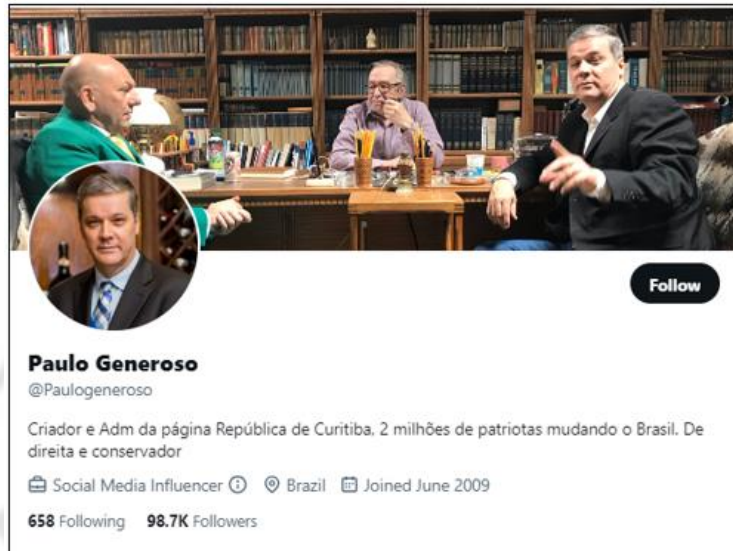 Follow
Paulo Generoso
@Paulogeneroso
Criador e Adm da página República de Curitiba, 2 milhões de patriotas mudando o Brasil. De
direita e conservador
Social Media Influencer Brazil Joined June 2009
658 Following 98.7K Followers